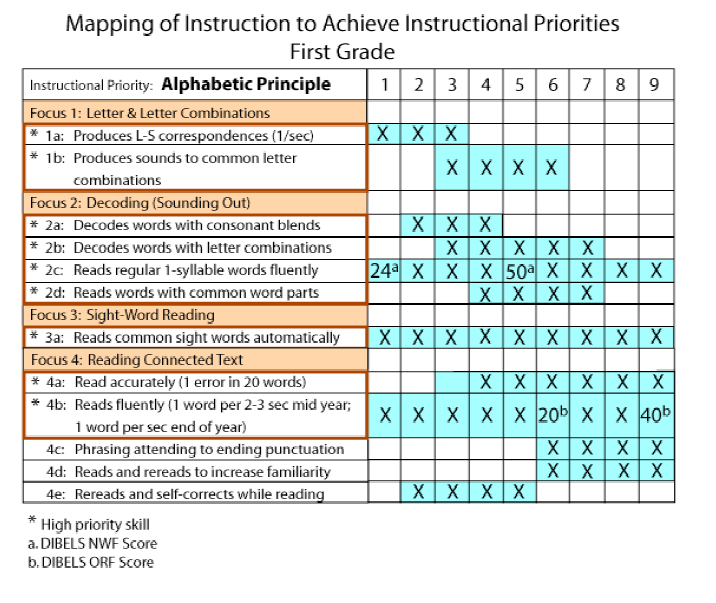 Mapping of Instruction to Achieve Instructional Priorities
First Grade
Instructional Priority: Alphabetic Principle 1 2 3 4 5 6 7 8 9
Focus 1: Letter & Letter Combinations
* 1a: Produces L-S correspondences (1/sec) X X X
* 1b: Produces sounds to common letter
combinations X X X X
Focus 2: Decoding (Sounding Out)
* 2a: Decodes words with consonant blends X X X
* 2b: Decodes words with letter combinations X X X X X
* 2c: Reads regular 1-syllable words fluently 24a X X X 50a X X X X
* 2d: Reads words with common word parts X X X X
Focus 3: Sight-Word Reading
* 3a: Reads common sight words automatically X X X X X X X X X
Focus 4: Reading Connected Text
* 4a: Read accurately (1 error in 20 words) X X X X X X
* 4b: Reads fluently (1 word per 2-3 sec mid year;
1 word per sec end of year) X X X X X 20b X X 40b
4c: Phrasing attending to ending punctuation X X X X
4d: Reads and rereads to increase familiarity X X X X
4e: Rereads and self-corrects while reading X X X X
* High priority skill
a. DIBELS NWF Score
b. DIBELS ORF Score